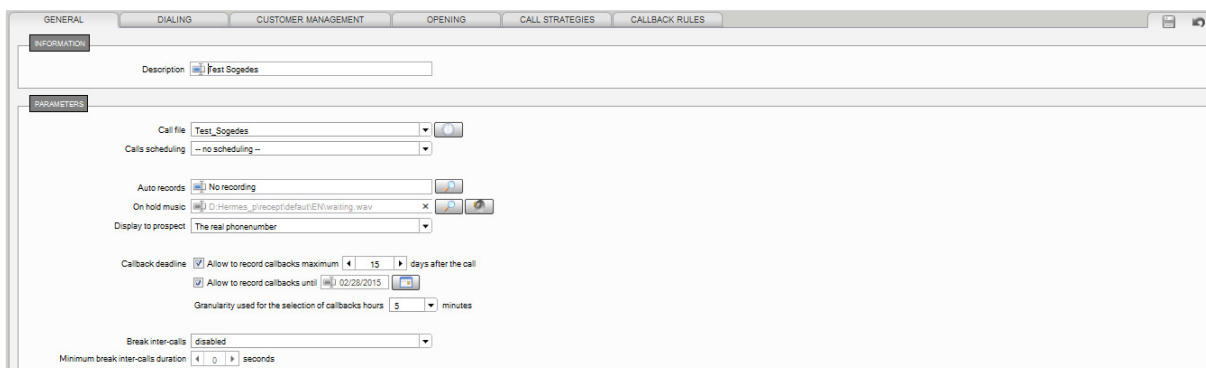 GENERAL DIALING CUSTOMER MANAGEMENT OPENING CALL STRATEGIES CALLBACK RULES
INFORMATION
Description Test Sogedes
PARAMETERS
Call file Test_Sogedes
Calls scheduling -- no scheduling --
Auto records No recording
On hold music D:Hermes_p\recept\defaut\EN\waiting.wav
Display to prospect The real phonenumber
Callback deadline Allow to record callbacks maximum 15 days after the call
Allow to record callbacks until 02/28/2015
Granularity used for the selection of callbacks hours 5 minutes
Break inter-calls disabled
Minimum break inter-calls duration 0 seconds